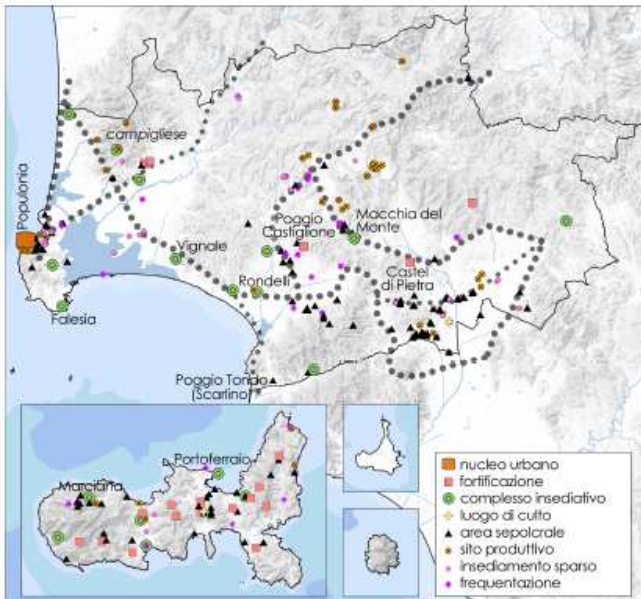 campigliese
Populonia
Macchia del
Monte
Poggio
Castiglione
Vignale
Castel
di Pietra
Rondelli
Falesia
Poggio Tondo
(Scarlino)
Portoferraio
Marciana
nucleo urbano
fortificazione
complesso insediativo
luogo di culto
area sepolcrale
sito produttivo
insediamento sparso
frequentazione